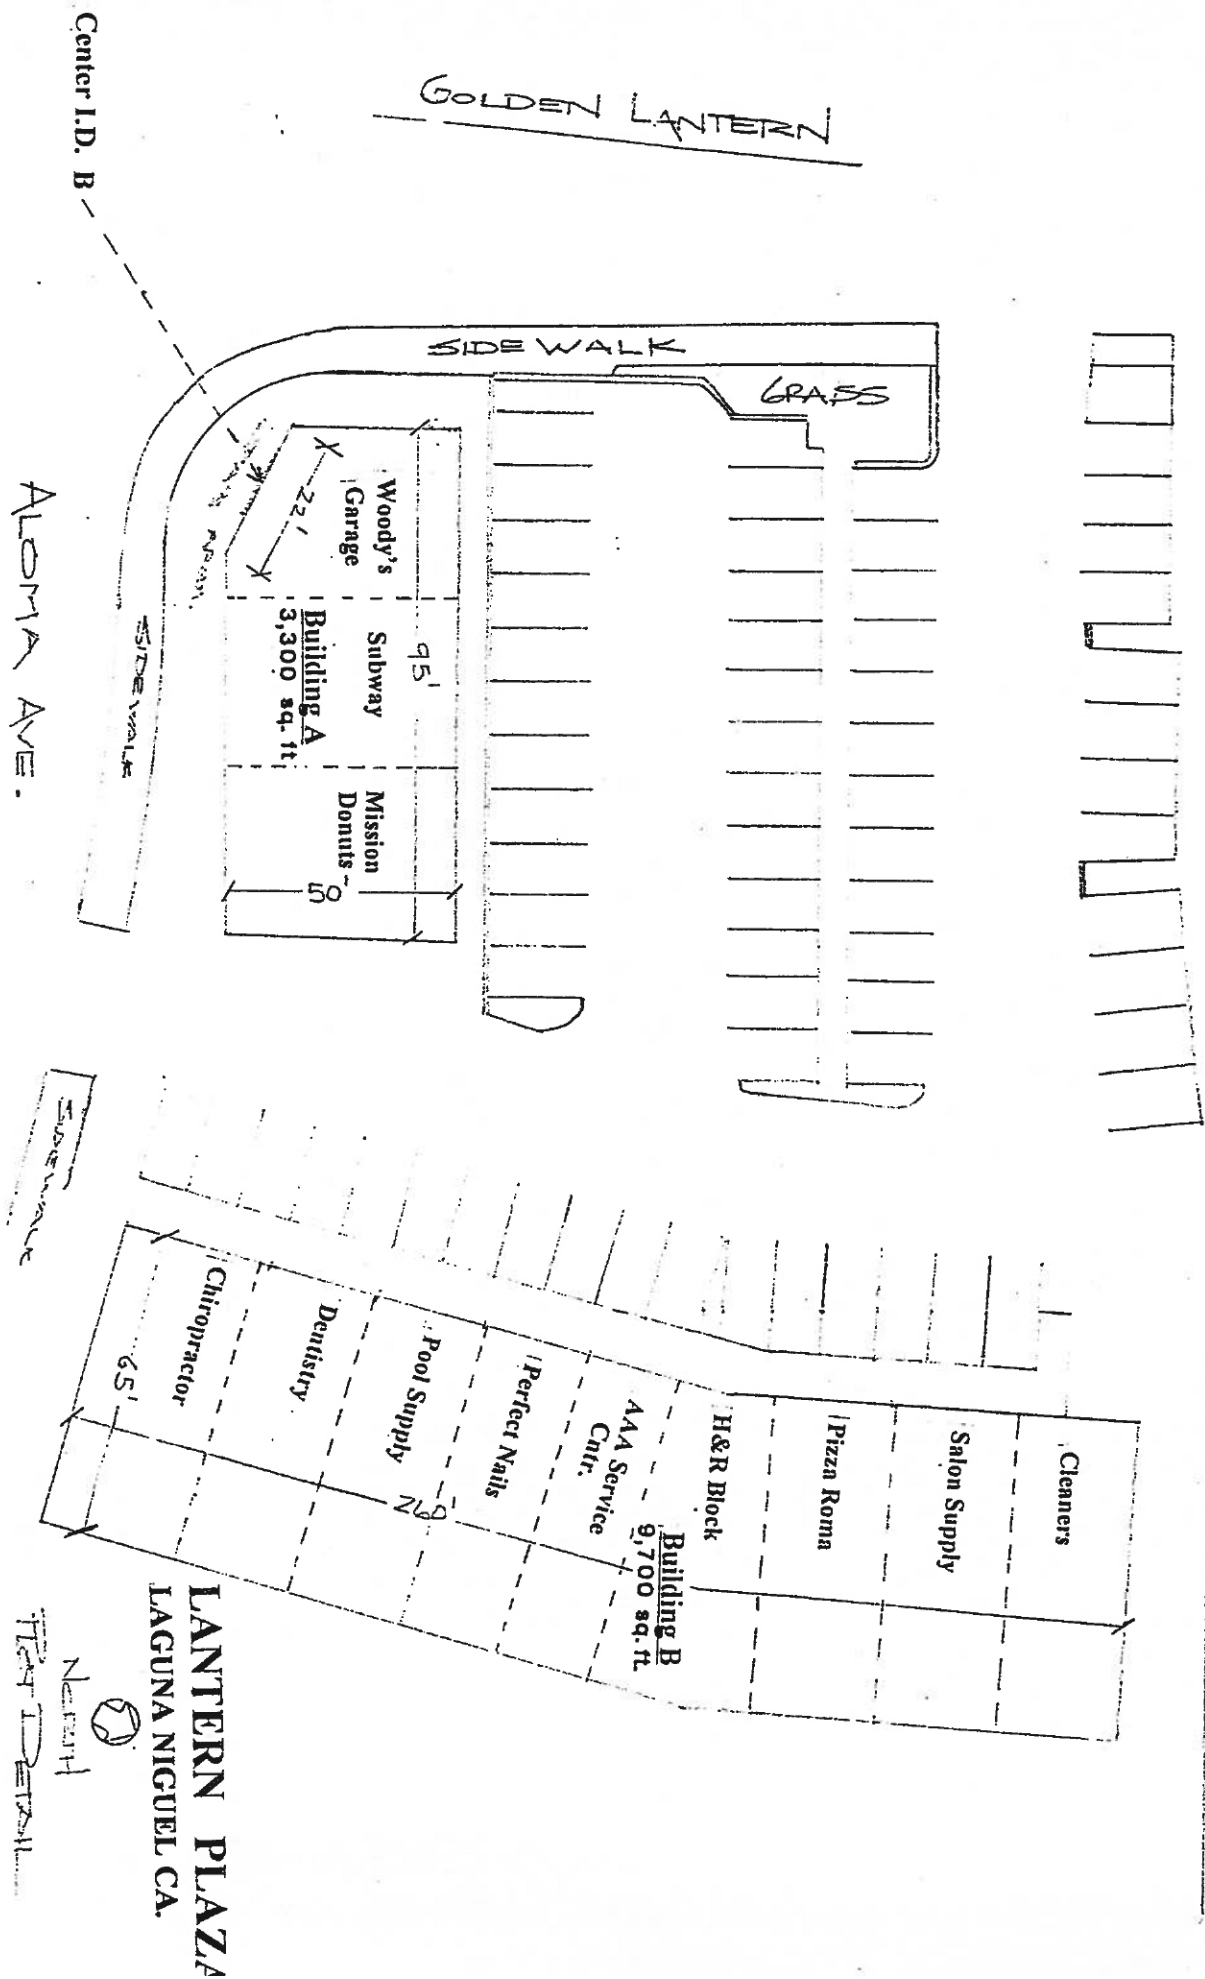 GOLDEN LANTERN
Center I.D. B
SIDEWALK
GRASS
Woody's
Garage
22'
95'
Subway
Building A
3,300 sq. ft
Mission
Donuts
50'
SIDEWALK
ALOMA AVE.
SIDEWALK
Cleaners
Salon Supply
Pizza Roma
H&R Block
AAA Service
Cntr.
Perfect Nails
Pool Supply
Dentistry
Chiropractor
65'
Building B
9,700 sq. ft.
LANTERN PLAZA
LAGUNA NIGUEL CA.
NORTH